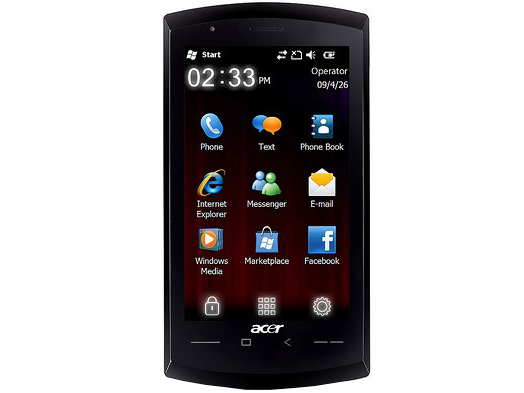 Start
02:33 PM
Operator
09/4/26
Phone
Text
Phone Book
Internet
Explorer
Messenger
E-mail
Windows
Media
Marketplace
Facebook
acer